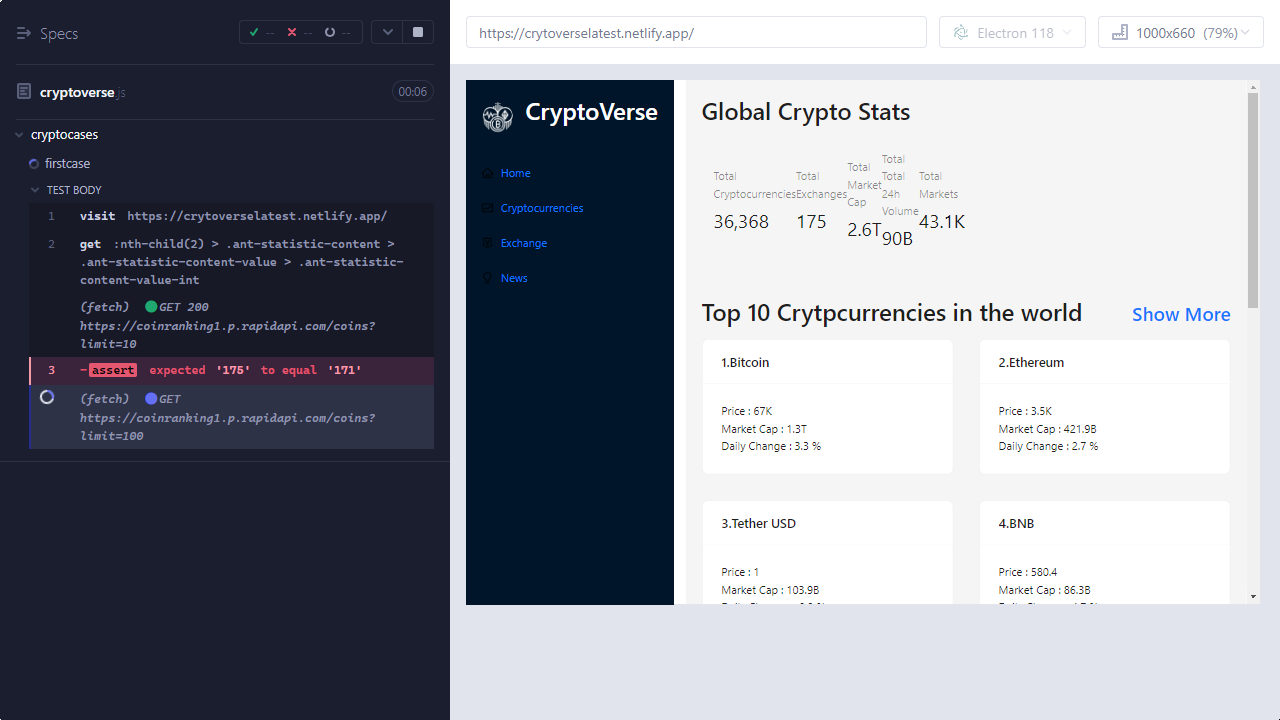 Specs
-- -- --
cryptoverse.js
00:06
cryptocases
firstcase
TEST BODY
1 visit https://crytoverselatest.netlify.app/
2 get :nth-child(2) > .ant-statistic-content >
.ant-statistic-content-value > .ant-statistic-
content-value-int
(fetch) GET 200
https://coinranking1.p.rapidapi.com/coins?
limit=10
3 -assert expected '175' to equal '171'
(fetch) GET
https://coinranking1.p.rapidapi.com/coins?
limit=100
https://crytoverselatest.netlify.app/
Electron 118
1000x660 (79%)
CryptoVerse
Home
Cryptocurrencies
Exchange
News
Global Crypto Stats
Total
Cryptocurrencies
36,368
Total
Exchanges
175
Total
Market
Cap
2.6T
Total
Total
24h
Volume
90B
Total
Markets
43.1K
Top 10 Crytpcurrencies in the world
Show More
1.Bitcoin
Price : 67K
Market Cap : 1.3T
Daily Change : 3.3 %
2.Ethereum
Price : 3.5K
Market Cap : 421.9B
Daily Change : 2.7 %
3.Tether USD
Price : 1
Market Cap : 103.9B
4.BNB
Price : 580.4
Market Cap : 86.3B